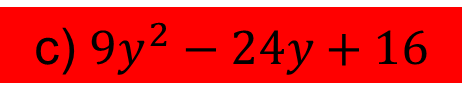 c) 9y² – 24y + 16